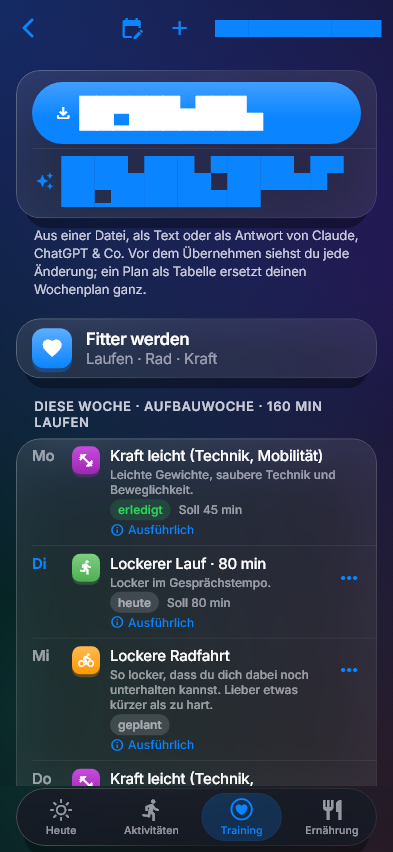 Aus einer Datei, als Text oder als Antwort von Claude,
ChatGPT & Co. Vor dem Übernehmen siehst du jede
Änderung; ein Plan als Tabelle ersetzt deinen
Wochenplan ganz.
Fitter werden
Laufen · Rad · Kraft
DIESE WOCHE · AUFBAUWOCHE · 160 MIN
LAUFEN
Mo
Kraft leicht (Technik, Mobilität)
Leichte Gewichte, saubere Technik und
Beweglichkeit.
erledigt Soll 45 min
Ausführlich
Di
Lockerer Lauf · 80 min
Locker im Gesprächstempo.
heute Soll 80 min
Ausführlich
Mi
Lockere Radfahrt
So locker, dass du dich dabei noch
unterhalten kannst. Lieber etwas
kürzer als zu hart.
geplant
Ausführlich
Do
Kraft leicht (Technik,
Heute Aktivitäten Training Ernährung